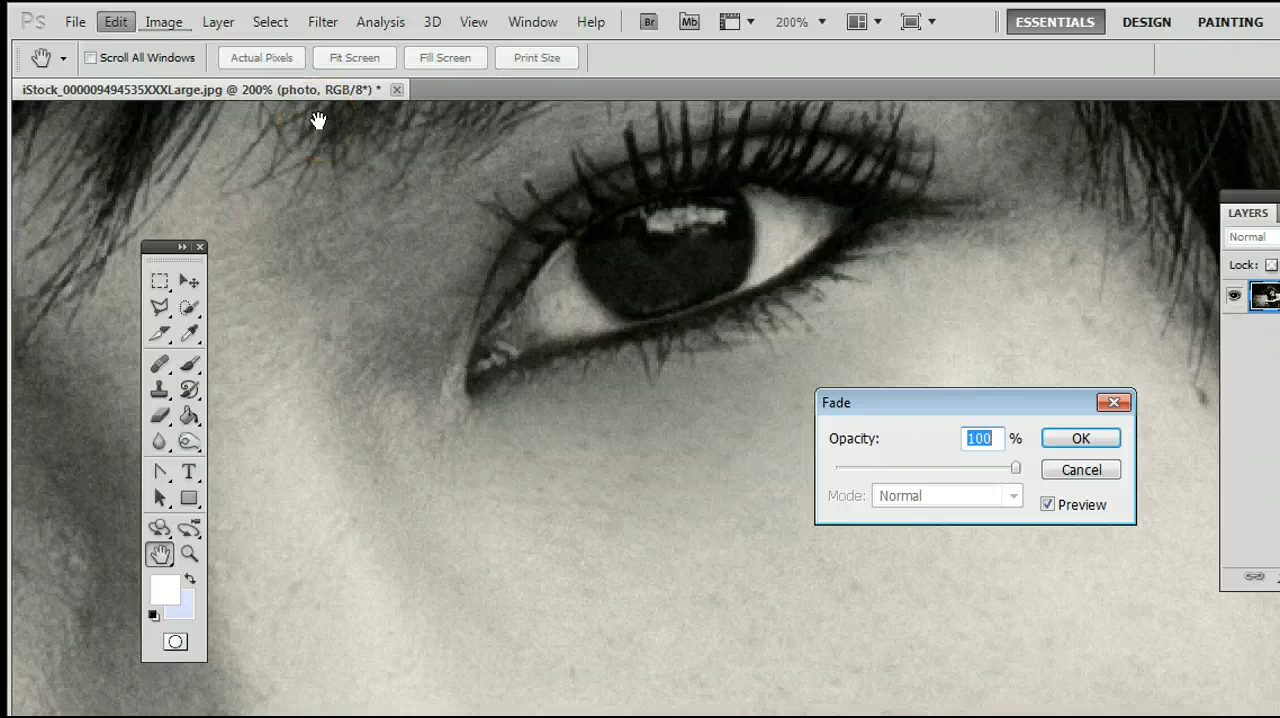 Ps File Edit Image Layer Select Filter Analysis 3D View Window Help Br Mb 200% ESSENTIALS DESIGN PAINTING
Scroll All Windows Actual Pixels Fit Screen Fill Screen Print Size
iStock_000009494535XXXLarge.jpg @ 200% (photo, RGB/8*) *
LAYERS
Normal
Lock:
Fade
Opacity: 100 % OK
Cancel
Mode: Normal
Preview
T